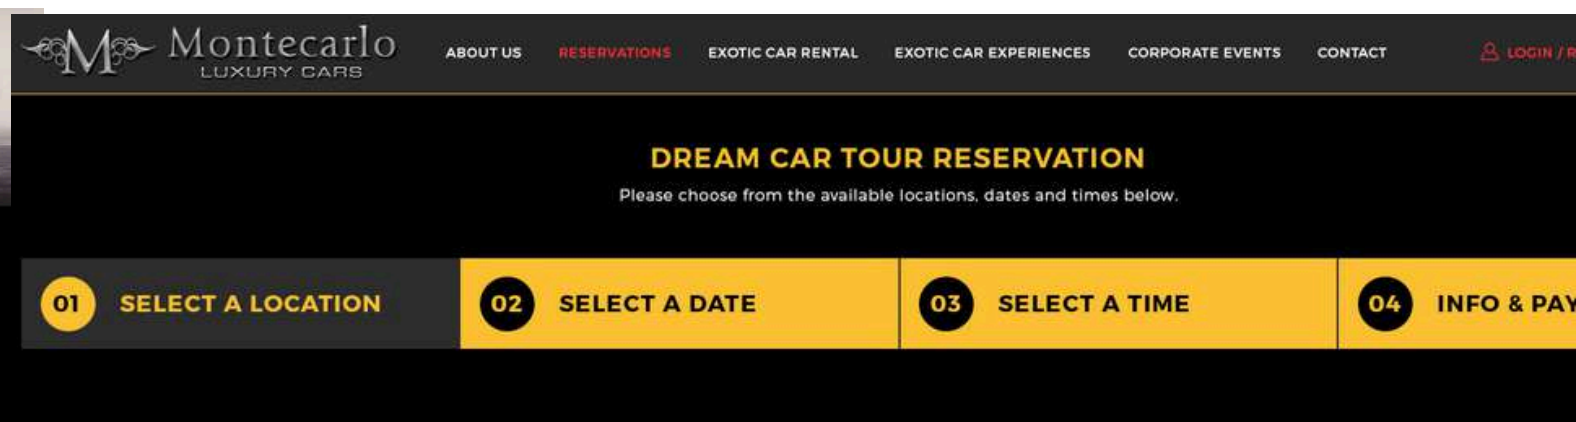 Montecarlo
LUXURY CARS
ABOUT US
RESERVATIONS
EXOTIC CAR RENTAL
EXOTIC CAR EXPERIENCES
CORPORATE EVENTS
CONTACT
LOGIN / R
DREAM CAR TOUR RESERVATION
Please choose from the available locations, dates and times below.
01 SELECT A LOCATION
02 SELECT A DATE
03 SELECT A TIME
04 INFO & PAY